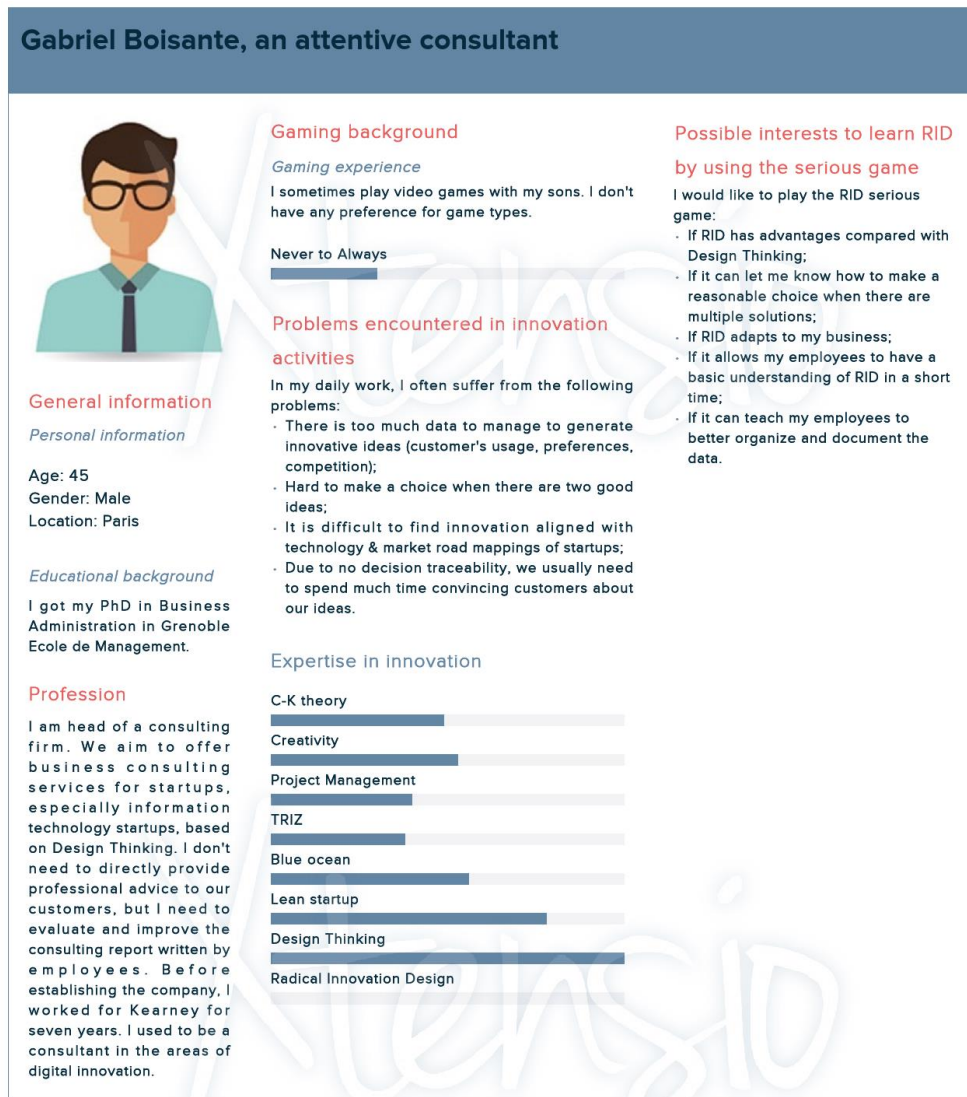 Gabriel Boisante, an attentive consultant
General information
Personal information
Age: 45
Gender: Male
Location: Paris
Educational background
I got my PhD in Business
Administration in Grenoble
Ecole de Management.
Profession
I am head of a consulting
firm. We aim to offer
business consulting
services for startups,
especially information
technology startups, based
on Design Thinking. I don't
need to directly provide
professional advice to our
customers, but I need to
evaluate and improve the
consulting report written by
employees. Before
establishing the company, I
worked for Kearney for
seven years. I used to be a
consultant in the areas of
digital innovation.
Gaming background
Gaming experience
I sometimes play video games with my sons. I don't
have any preference for game types.
Never to Always
Problems encountered in innovation
activities
In my daily work, I often suffer from the following
problems:
· There is too much data to manage to generate
innovative ideas (customer's usage, preferences,
competition);
· Hard to make a choice when there are two good
ideas;
· It is difficult to find innovation aligned with
technology & market road mappings of startups;
· Due to no decision traceability, we usually need
to spend much time convincing customers about
our ideas.
Expertise in innovation
C-K theory
Creativity
Project Management
TRIZ
Blue ocean
Lean startup
Design Thinking
Radical Innovation Design
Possible interests to learn RID
by using the serious game
I would like to play the RID serious
game:
· If RID has advantages compared with
Design Thinking;
· If it can let me know how to make a
reasonable choice when there are
multiple solutions;
· If RID adapts to my business;
· If it allows my employees to have a
basic understanding of RID in a short
time;
· If it can teach my employees to
better organize and document the
data.
Xtensio
Xtensio